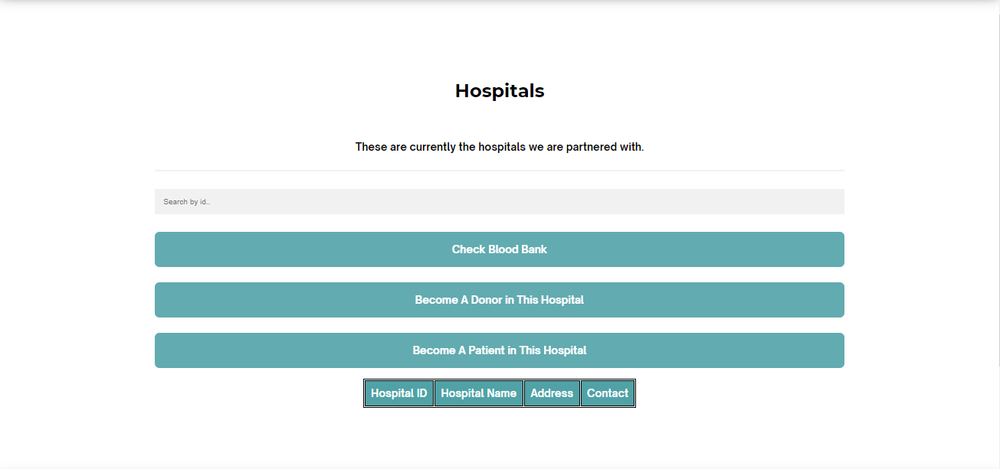 Hospitals
These are currently the hospitals we are partnered with.
Search by id..
Check Blood Bank
Become A Donor in This Hospital
Become A Patient in This Hospital
Hospital ID Hospital Name Address Contact